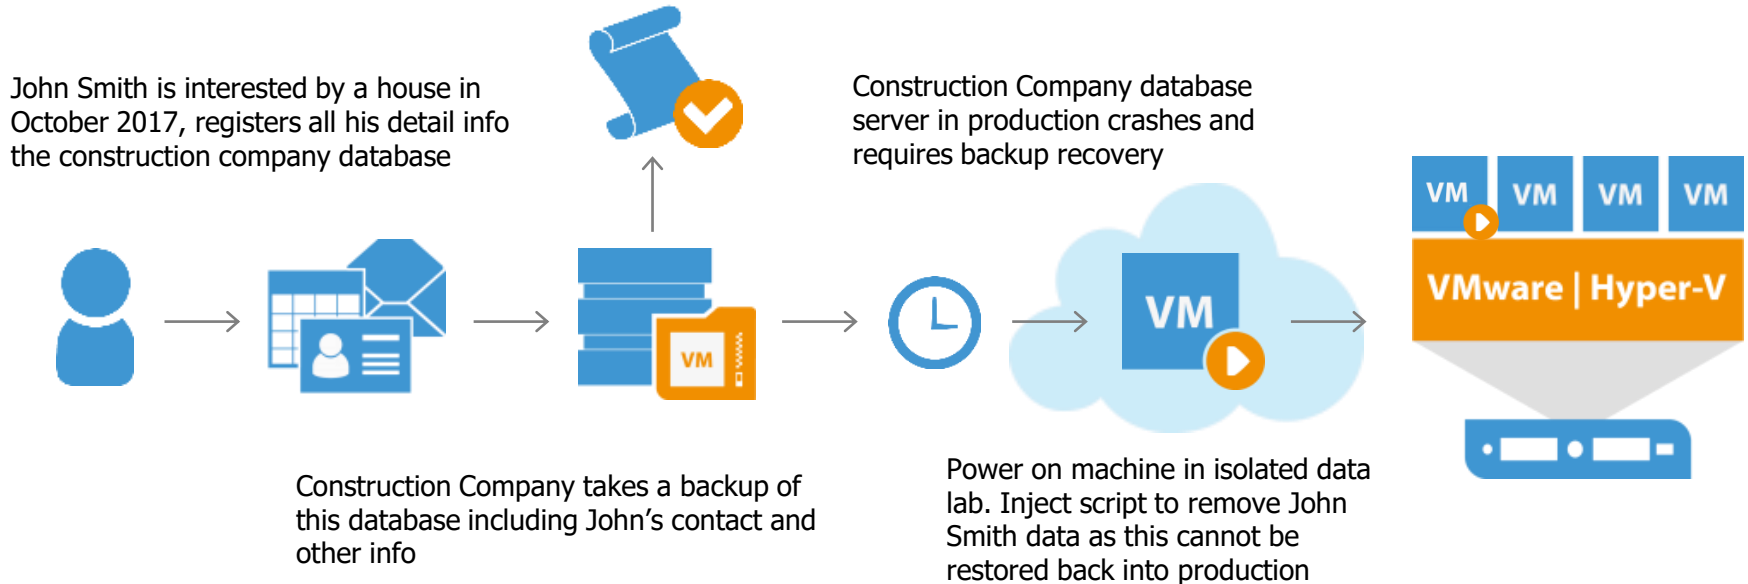 John Smith is interested by a house in
October 2017, registers all his detail info
the construction company database
Construction Company takes a backup of
this database including John’s contact and
other info
VM
Construction Company database
server in production crashes and
requires backup recovery
VM
Power on machine in isolated data
lab. Inject script to remove John
Smith data as this cannot be
restored back into production
VM VM VM VM
VMware | Hyper-V